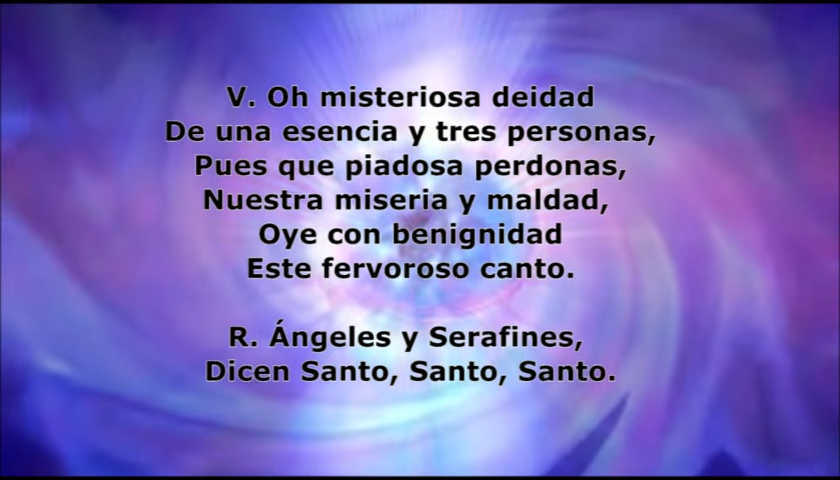 V. Oh misteriosa deidad
De una esencia y tres personas,
Pues que piadosa perdonas,
Nuestra miseria y maldad,
Oye con benignidad
Este fervoroso canto.
R. Ángeles y Serafines,
Dicen Santo, Santo, Santo.